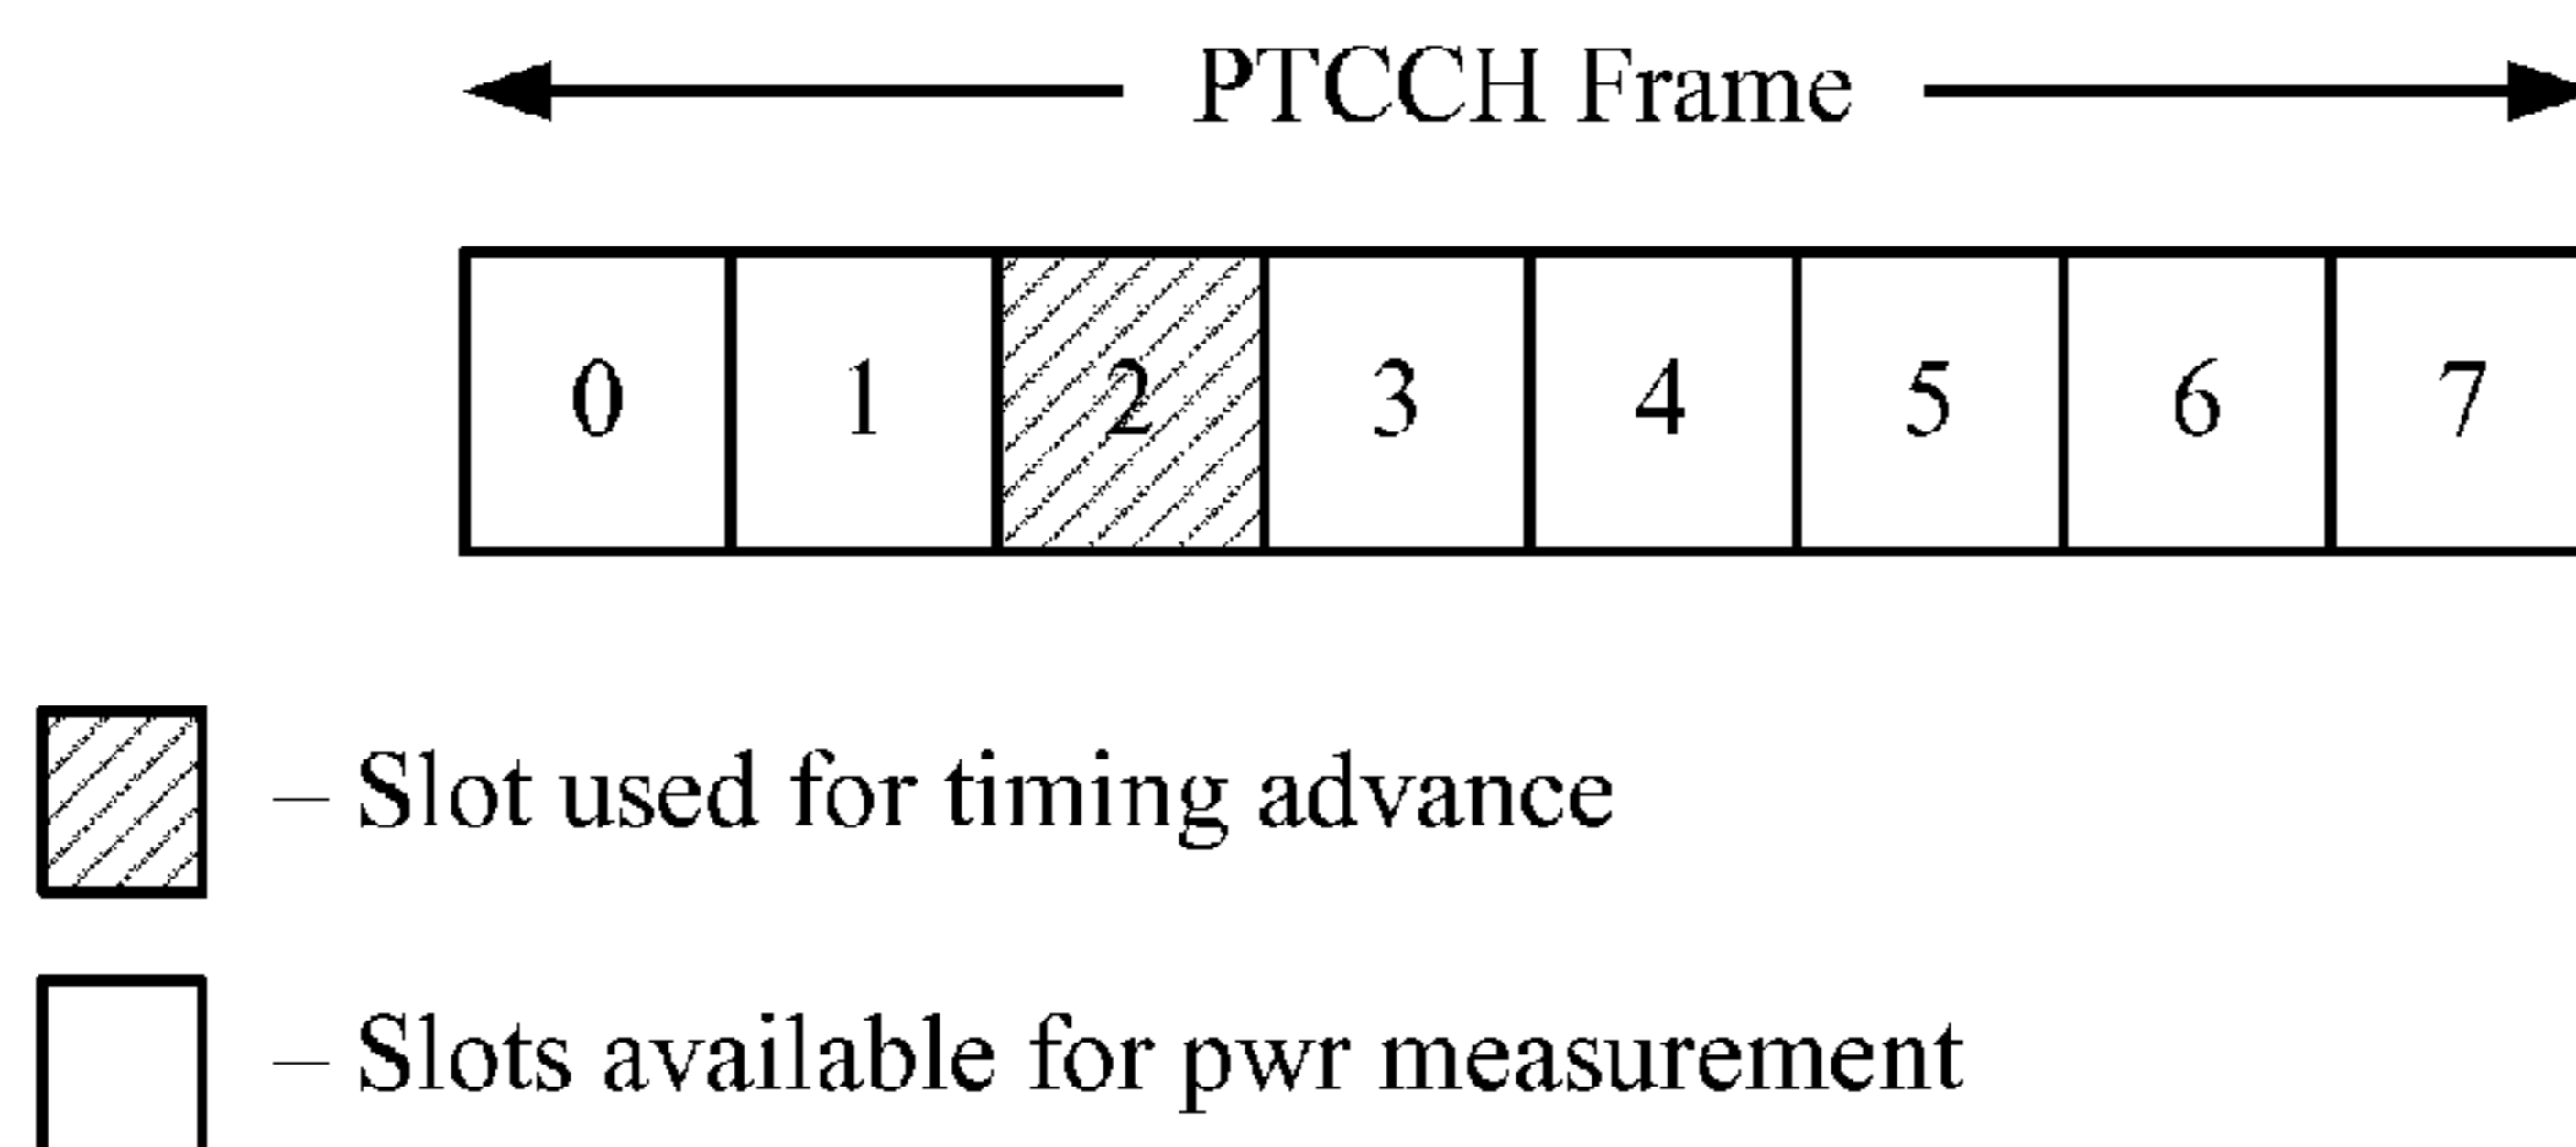 PTCCH Frame
0 1 2 3 4 5 6 7
– Slot used for timing advance
– Slots available for pwr measurement